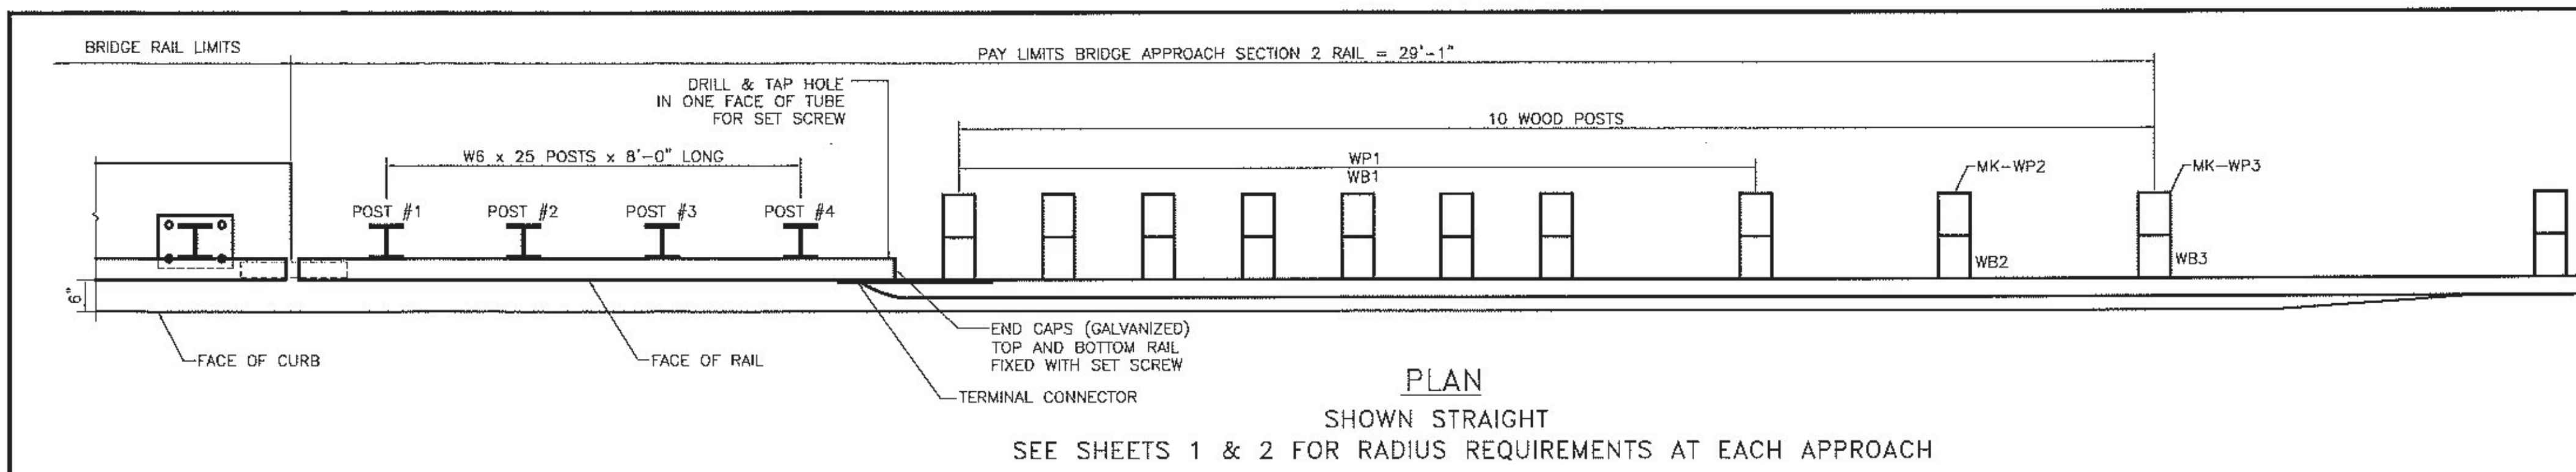 BRIDGE RAIL LIMITS
PAY LIMITS BRIDGE APPROACH SECTION 2 RAIL = 29'-1"
DRILL & TAP HOLE
IN ONE FACE OF TUBE
FOR SET SCREW
10 WOOD POSTS
W6 x 25 POSTS x 8'-0" LONG
WP1
WB1
MK-WP2
MK-WP3
POST #1
POST #2
POST #3
POST #4
WB2
WB3
6"
FACE OF CURB
FACE OF RAIL
END CAPS (GALVANIZED)
TOP AND BOTTOM RAIL
FIXED WITH SET SCREW
TERMINAL CONNECTOR
PLAN
SHOWN STRAIGHT
SEE SHEETS 1 & 2 FOR RADIUS REQUIREMENTS AT EACH APPROACH